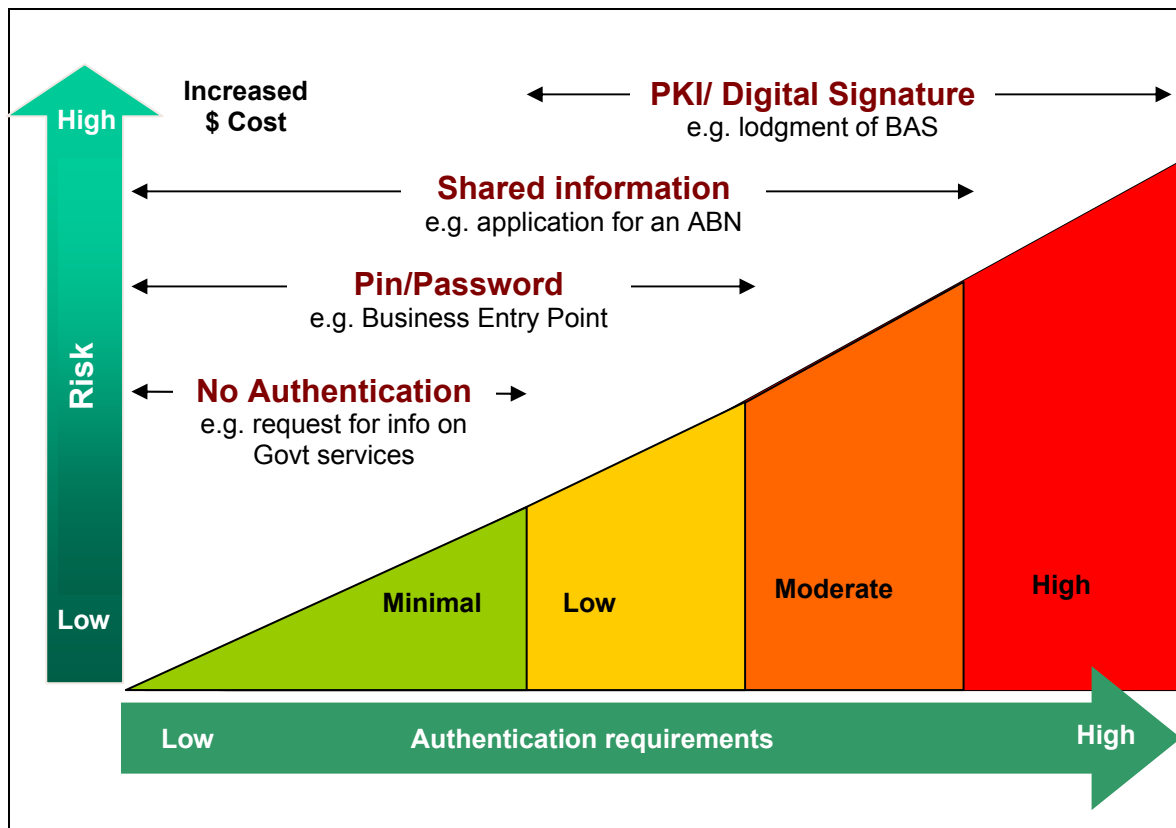 High
Increased
$ Cost
PKI/ Digital Signature
e.g. lodgment of BAS
Shared information
e.g. application for an ABN
Pin/Password
e.g. Business Entry Point
Risk
No Authentication
e.g. request for info on
Govt services
Low
Minimal
Low
Moderate
High
Low
Authentication requirements
High